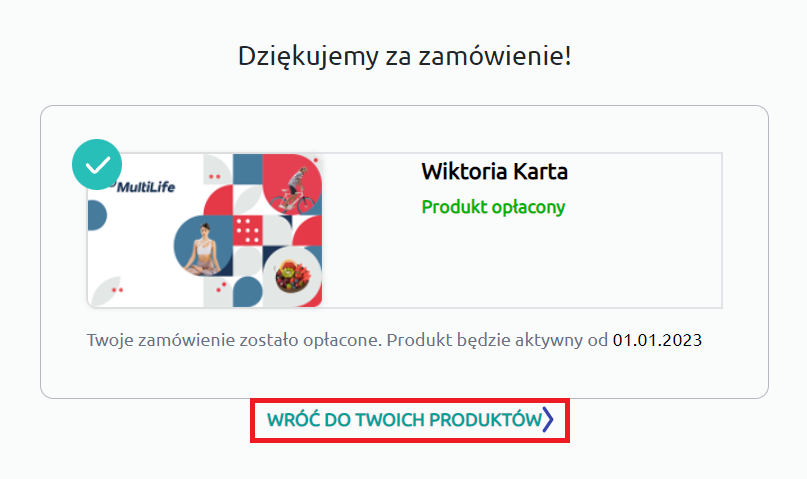 Dziękujemy za zamówienie!
MultiLife
Wiktoria Karta
Produkt opłacony
Twoje zamówienie zostało opłacone. Produkt będzie aktywny od 01.01.2023
WRÓĆ DO TWOICH PRODUKTÓW